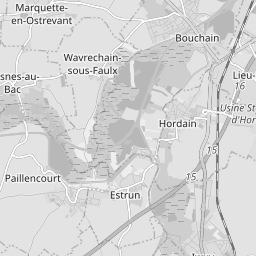 Marquette-
en-Ostrevant
Bouchain
Wavrechain-
sous-Faulx
snes-au-
Bac
Lieu-
16
Usine St
d'Hor
Hordain
15
15
Paillencourt
Estrun